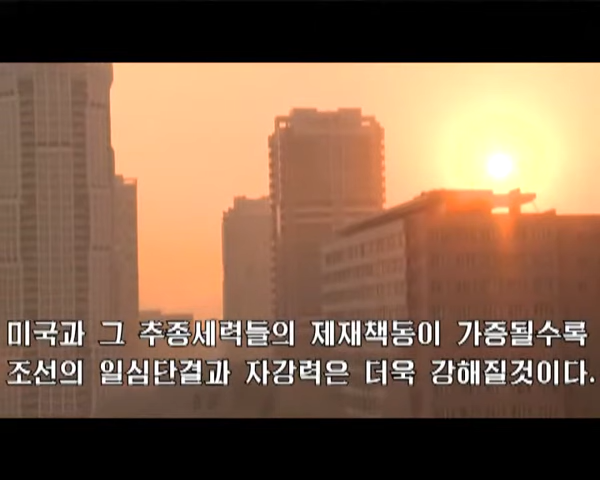 미국과 그 추종세력들의 제재책동이 가증될수록
조선의 일심단결과 자강력은 더욱 강해질것이다.